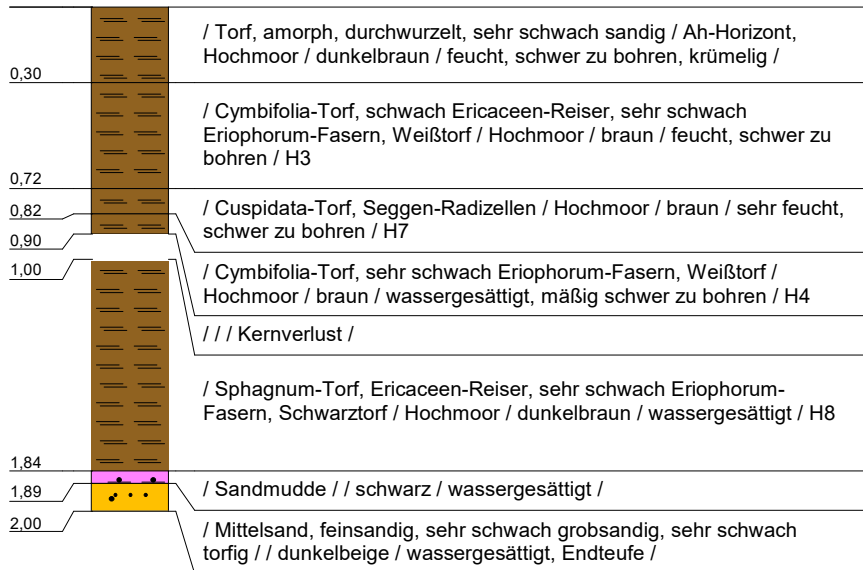 / Torf, amorph, durchwurzelt, sehr schwach sandig / Ah-Horizont,
Hochmoor / dunkelbraun / feucht, schwer zu bohren, krümelig /
0,30
/ Cymbifolia-Torf, schwach Ericaceen-Reiser, sehr schwach
Eriophorum-Fasern, Weißtorf / Hochmoor / braun / feucht, schwer zu
bohren / H3
0,72
/ Cuspidata-Torf, Seggen-Radizellen / Hochmoor / braun / sehr feucht,
schwer zu bohren / H7
0,82
/ Cymbifolia-Torf, sehr schwach Eriophorum-Fasern, Weißtorf /
Hochmoor / braun / wassergesättigt, mäßig schwer zu bohren / H4
0,90
/ / / Kernverlust /
1,00
/ Sphagnum-Torf, Ericaceen-Reiser, sehr schwach Eriophorum-
Fasern, Schwarztorf / Hochmoor / dunkelbraun / wassergesättigt / H8
1,84
/ Sandmudde / / schwarz / wassergesättigt /
1,89
/ Mittelsand, feinsandig, sehr schwach grobsandig, sehr schwach
torfig / / dunkelbeige / wassergesättigt, Endteufe /
2,00